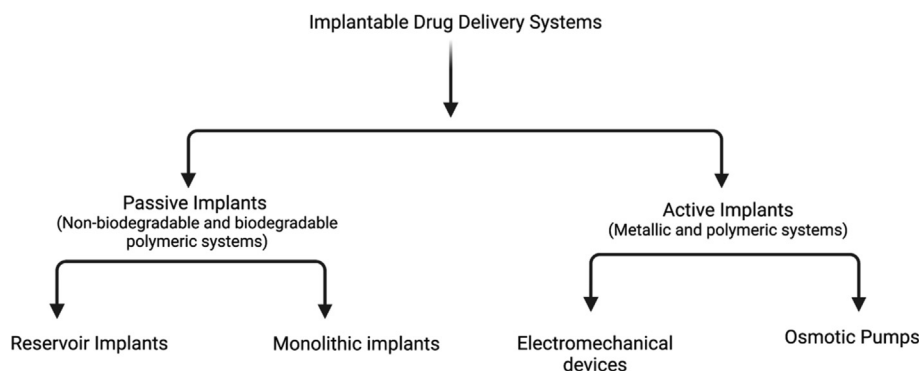 Implantable Drug Delivery Systems
Passive Implants
(Non-biodegradable and biodegradable
polymeric systems)
Active Implants
(Metallic and polymeric systems)
Reservoir Implants
Monolithic implants
Electromechanical
devices
Osmotic Pumps